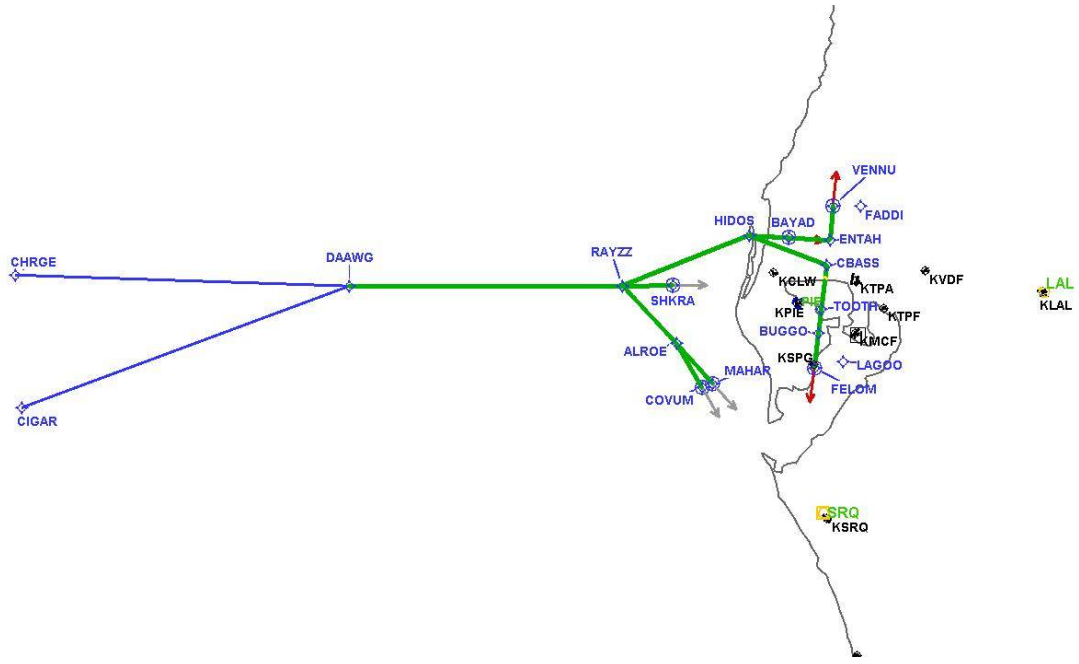 VENNU
FADDI
HIDOS
BAYAD
ENTAH
RAYZZ
DAAWG
CHRGE
CBASS
KCLW
KTPA
KVDF
LAL
SHKRA
KPIE
PIE
TOOTH
KTPF
KLAL
BUGGO
KMCF
ALROE
KSPG
LAGOO
MAHAR
COVUM
FELOM
CIGAR
SRQ
KSRQ